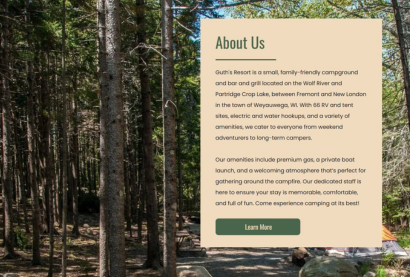 About Us
Guth's Resort is a small, family-friendly campground
and bar and grill located on the Wolf River and
Partridge Crop Lake, between Fremont and New London
in the town of Weyauwega, WI. With 66 RV and tent
sites, electric and water hookups, and a variety of
amenities, we cater to everyone from weekend
adventurers to long-term campers.
Our amenities include premium gas, a private boat
launch, and a welcoming atmosphere that's perfect for
gathering around the campfire. Our dedicated staff is
here to ensure your stay is memorable, comfortable,
and full of fun. Come experience camping at its best!
Learn More